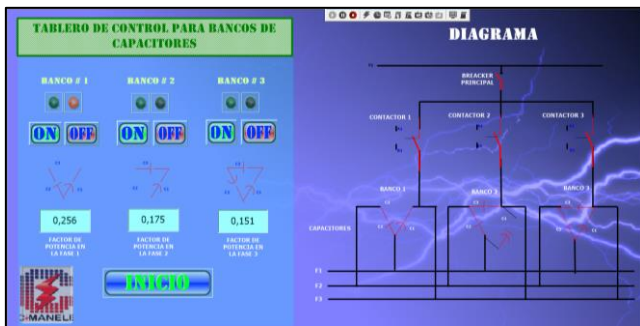 TABLERO DE CONTROL PARA BANCOS DE
CAPACITORES
BANCO # 1
BANCO # 2
BANCO # 3
ON
OFF
ON
OFF
ON
OFF
0,256
0,175
0,151
FACTOR DE
POTENCIA EN
LA FASE 1
FACTOR DE
POTENCIA EN
LA FASE 2
FACTOR DE
POTENCIA EN
LA FASE 3
INICIO
MANELE
DIAGRAMA
BREACKER
PRINCIPAL
CONTACTOR 1
CONTACTOR 2
CONTACTOR 3
BANCO 1
BANCO 2
BANCO 3
CAPACITORES
F1
F2
F3